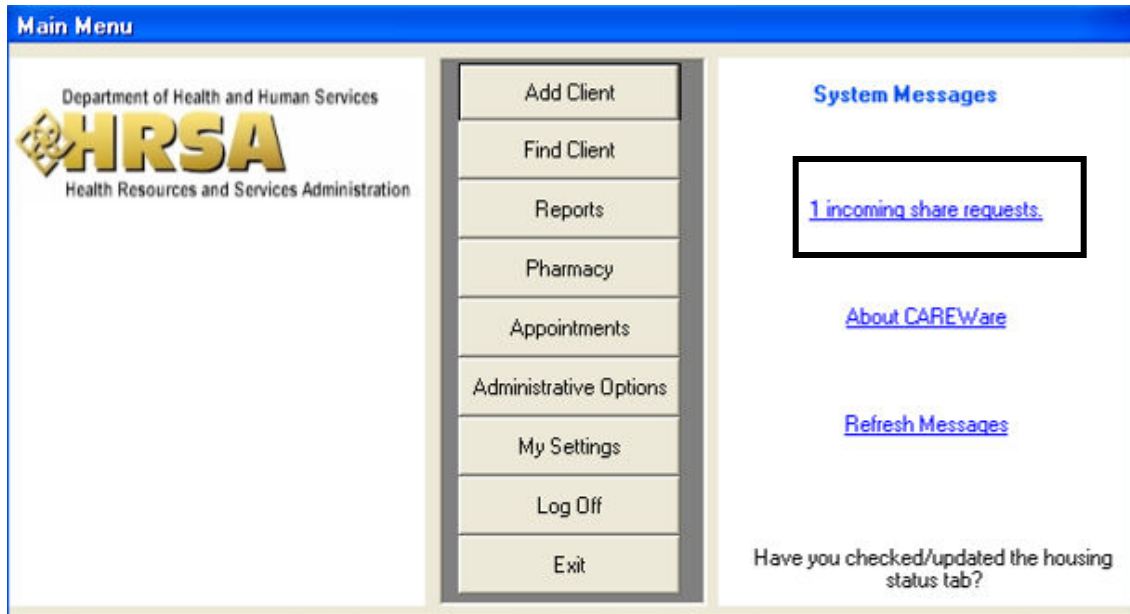 Main Menu
Department of Health and Human Services
HRSA
Health Resources and Services Administration
Add Client
Find Client
Reports
Pharmacy
Appointments
Administrative Options
My Settings
Log Off
Exit
System Messages
1 incoming share requests.
About CAREWare
Refresh Messages
Have you checked/updated the housing
status tab?